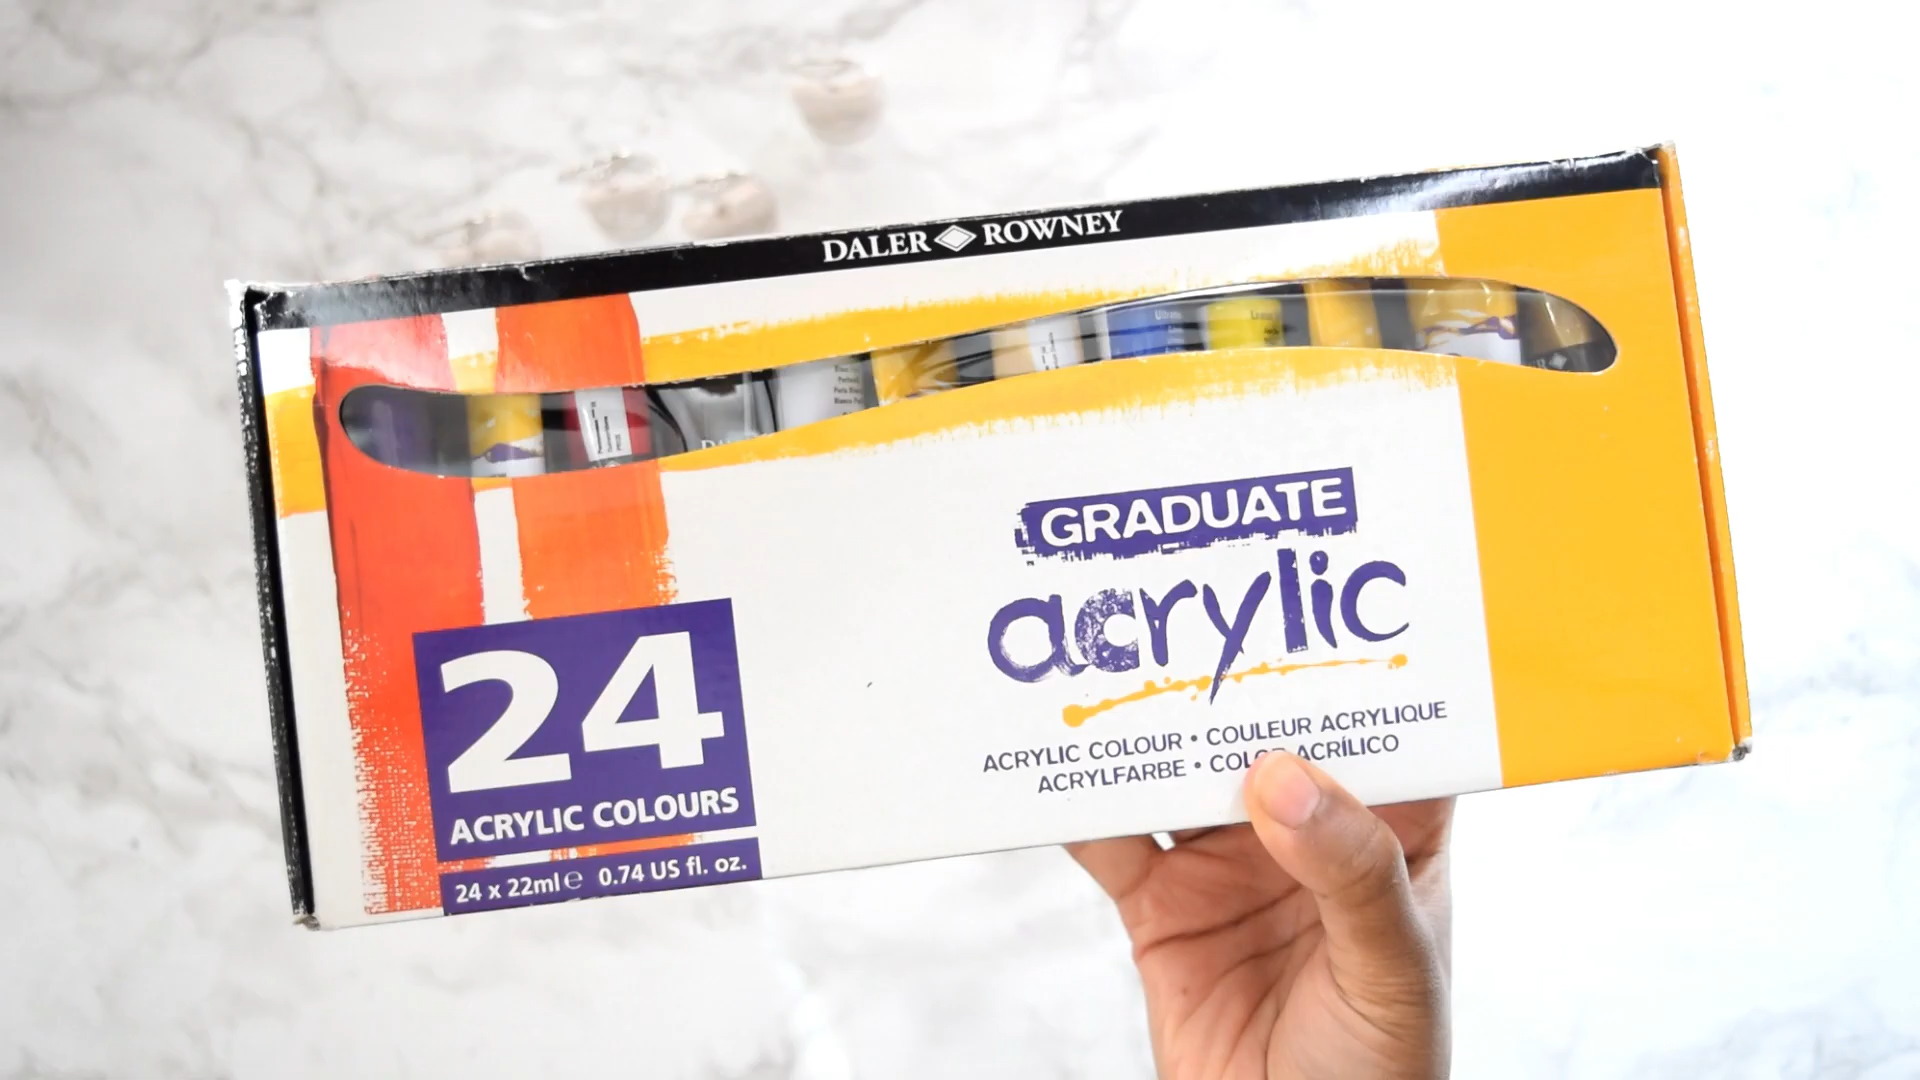 DALER ROWNEY
GRADUATE
acrylic
ACRYLIC COLOUR • COULEUR ACRYLIQUE
ACRYLFARBE • COLOR ACRÍLICO
24
ACRYLIC COLOURS
24 x 22ml e 0.74 US fl. oz.